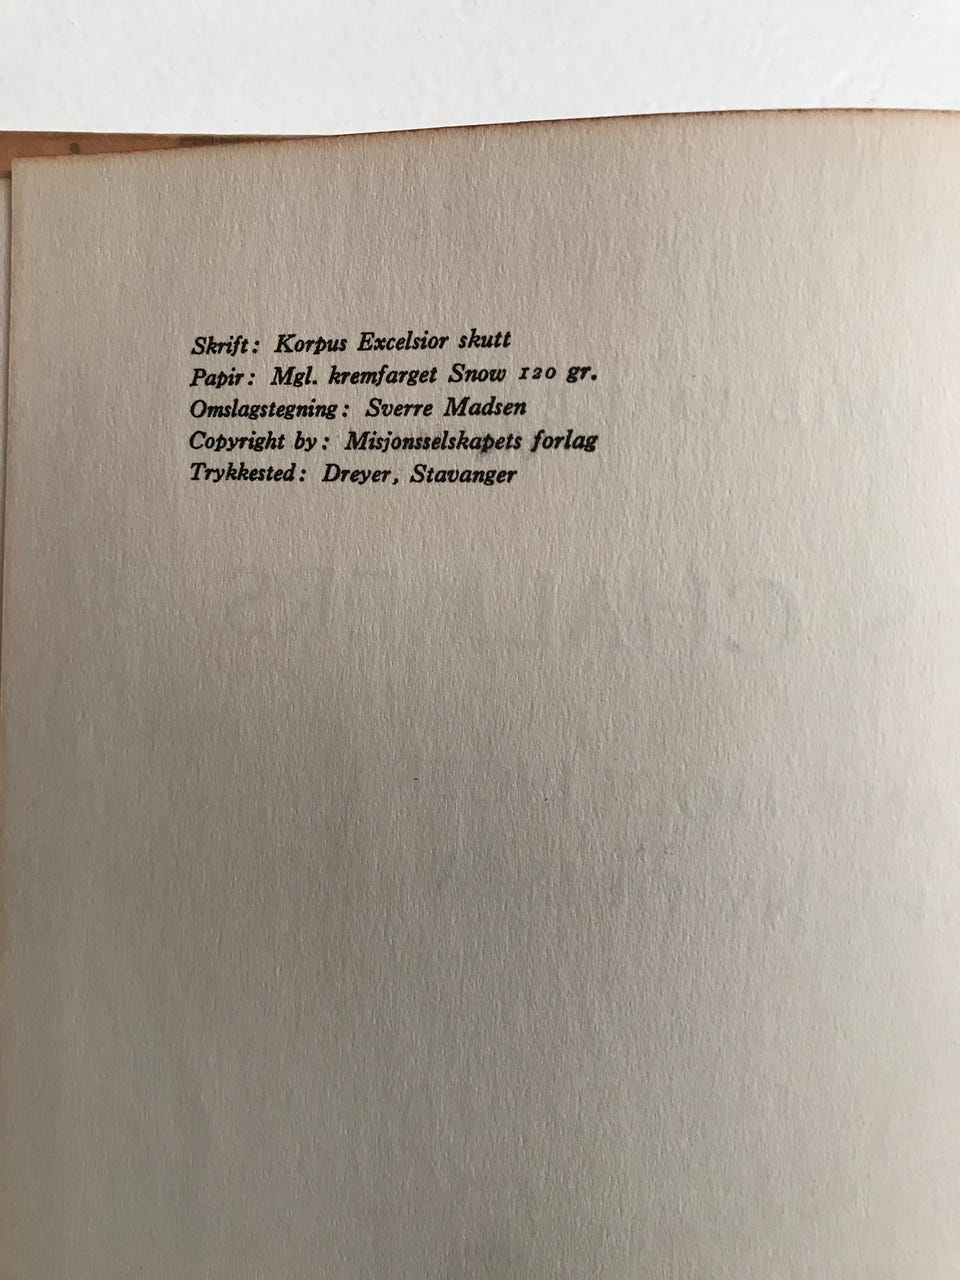 Skrift: Korpus Excelsior skutt
Papir: Mgl. kremfarget Snow 120 gr.
Omslagstegning: Sverre Madsen
Copyright by: Misjonsselskapets forlag
Trykkested: Dreyer, Stavanger